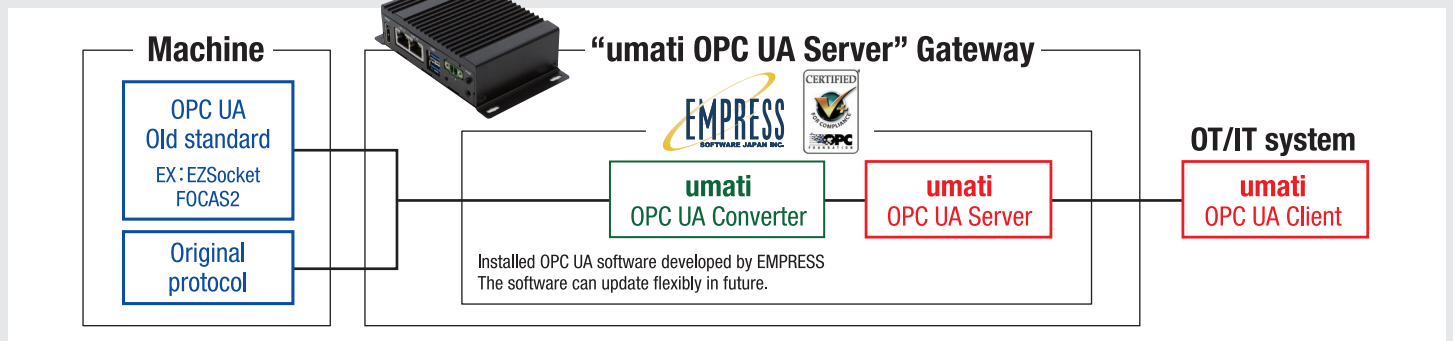 Machine
OPC UA
Old standard
EX：EZSocket
FOCAS2
Original
protocol
“umati OPC UA Server” Gateway
EMPRESS
SOFTWARE JAPAN INC.
CERTIFIED
FOR COMPLIANCE
OPC
FOUNDATION
umati
OPC UA Converter
umati
OPC UA Server
Installed OPC UA software developed by EMPRESS
The software can update flexibly in future.
OT/IT system
umati
OPC UA Client